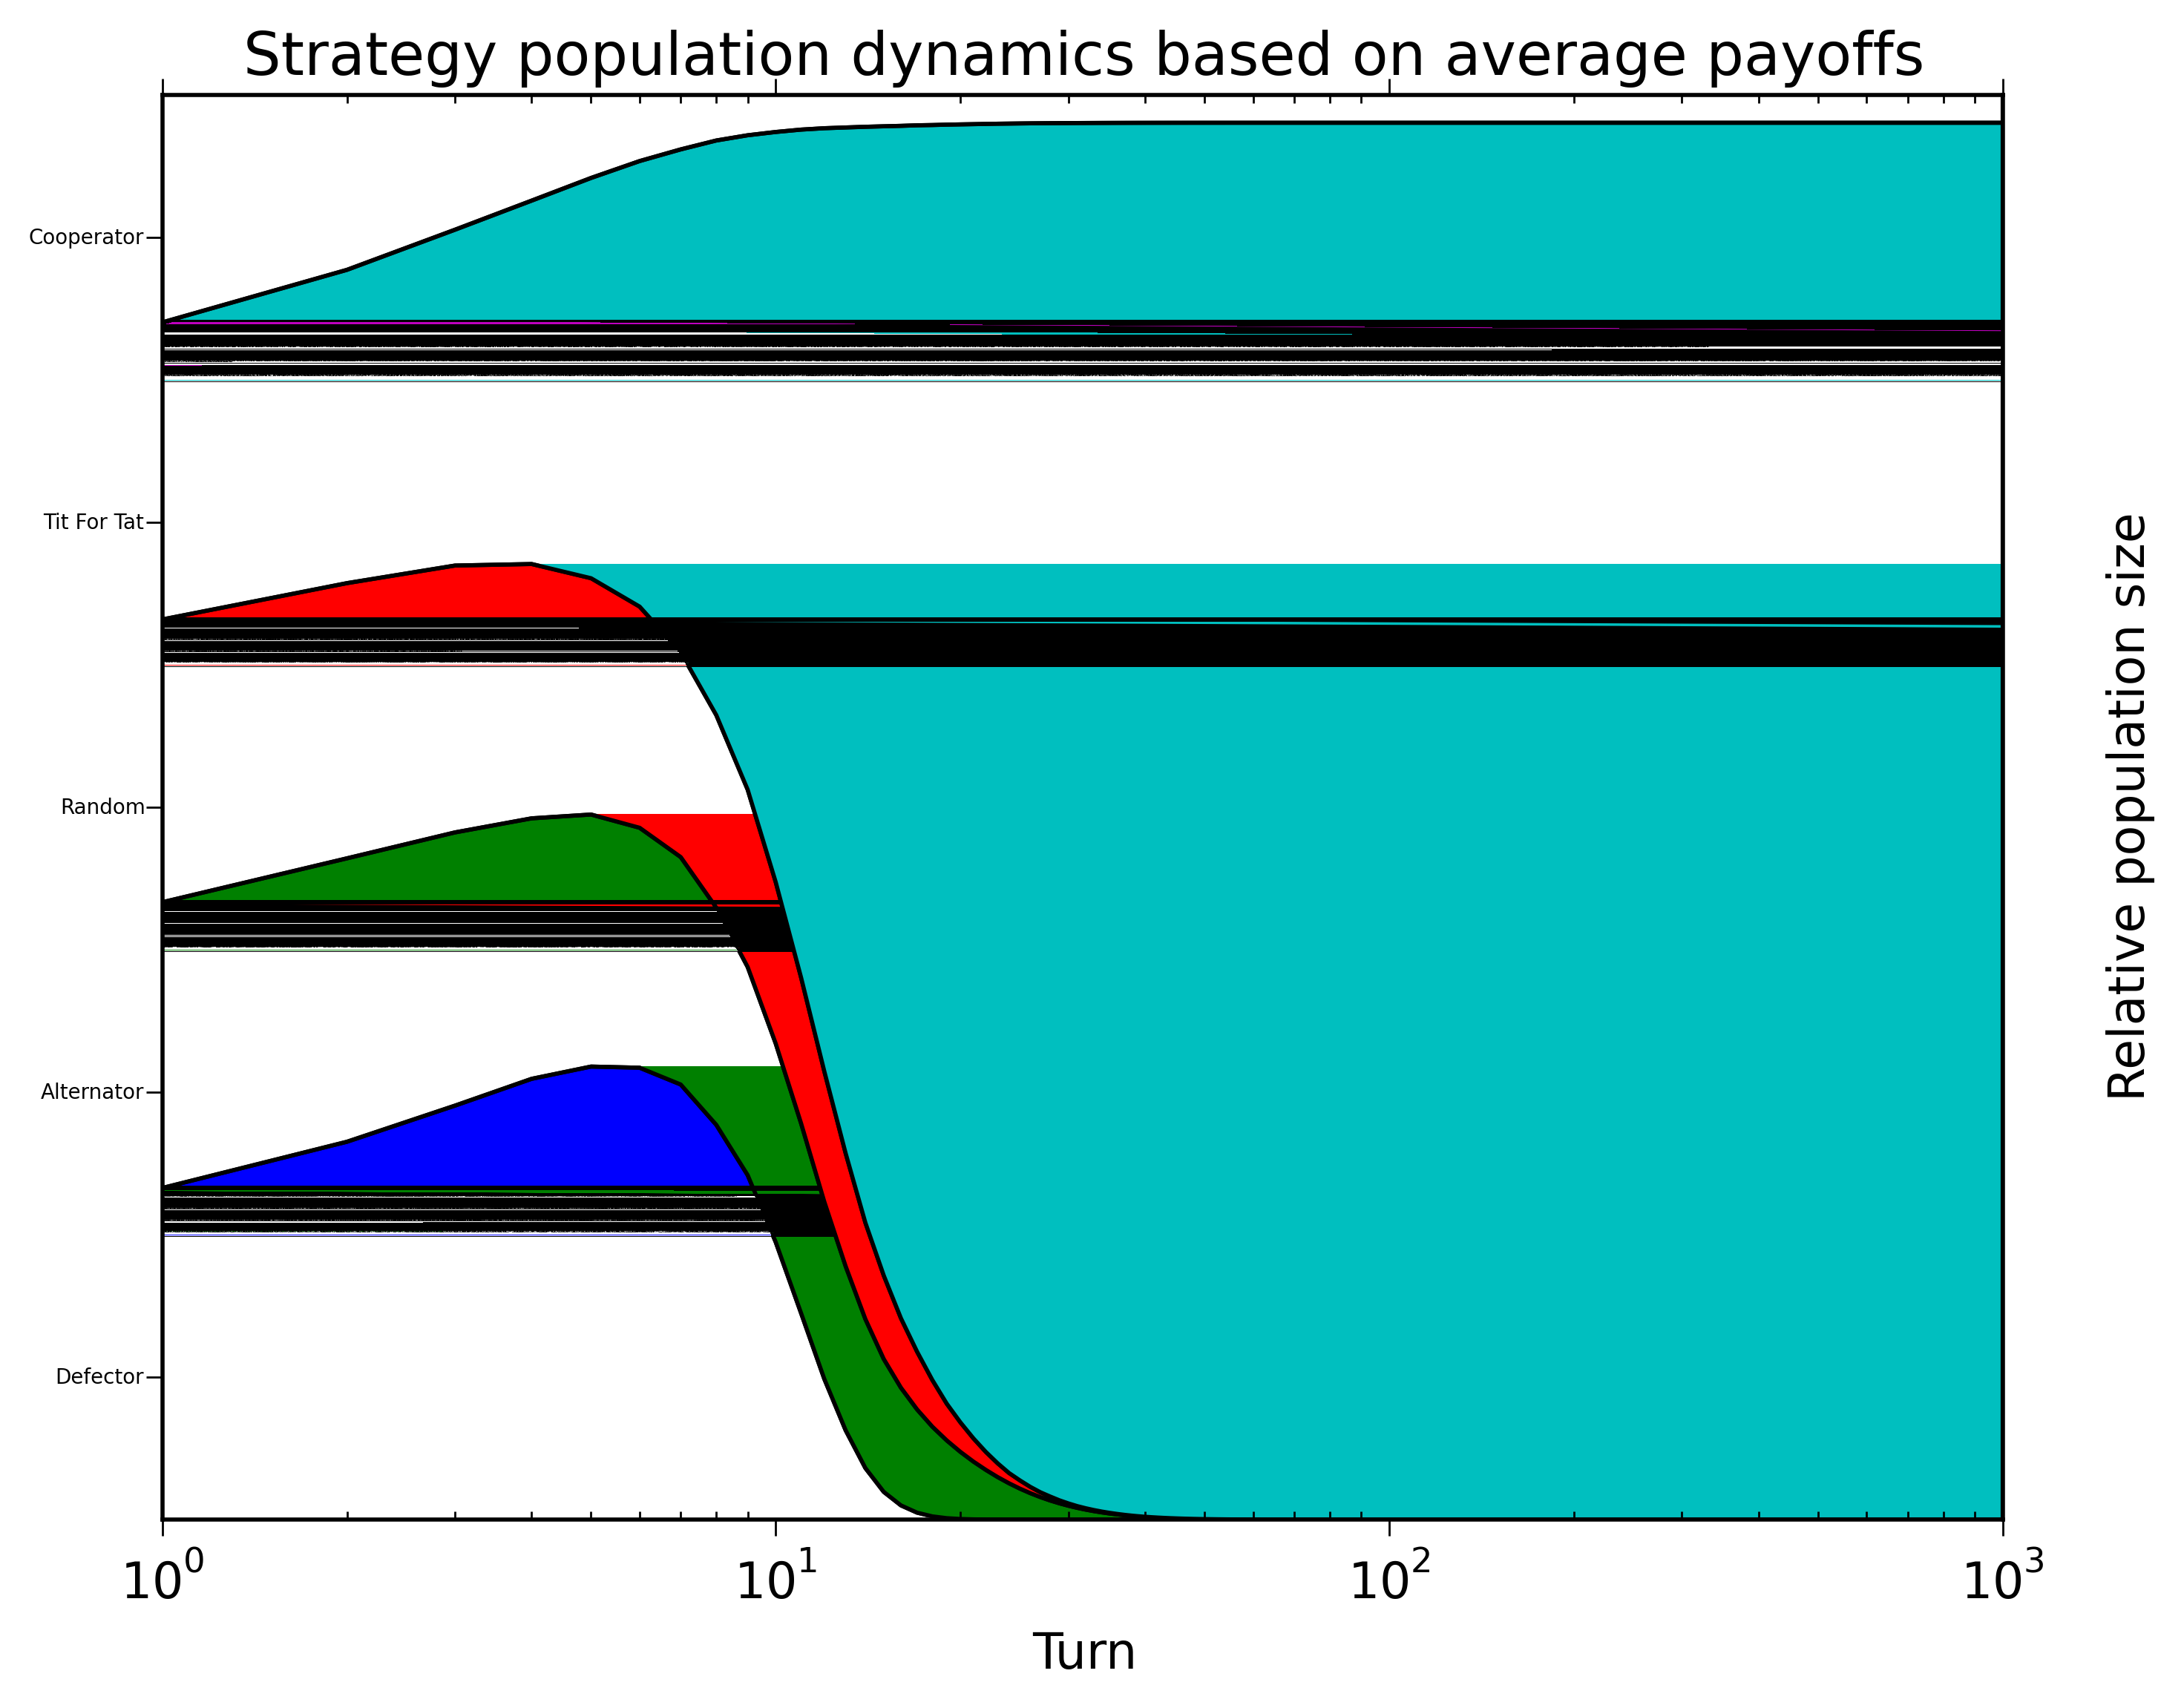 Strategy population dynamics based on average payoffs
Cooperator
Tit For Tat
Random
Alternator
Defector
Relative population size
10^0 10^1 10^2 10^3
Turn